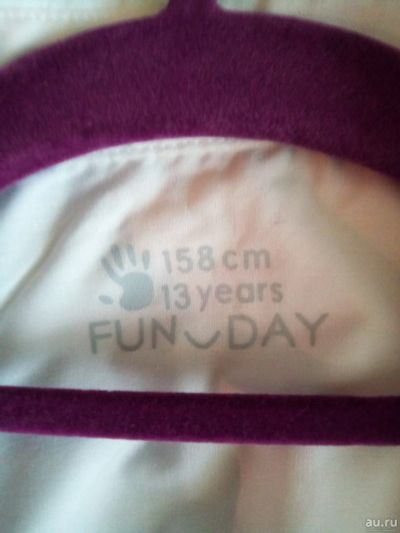 158 cm
13 years
FUN DAY
au.ru